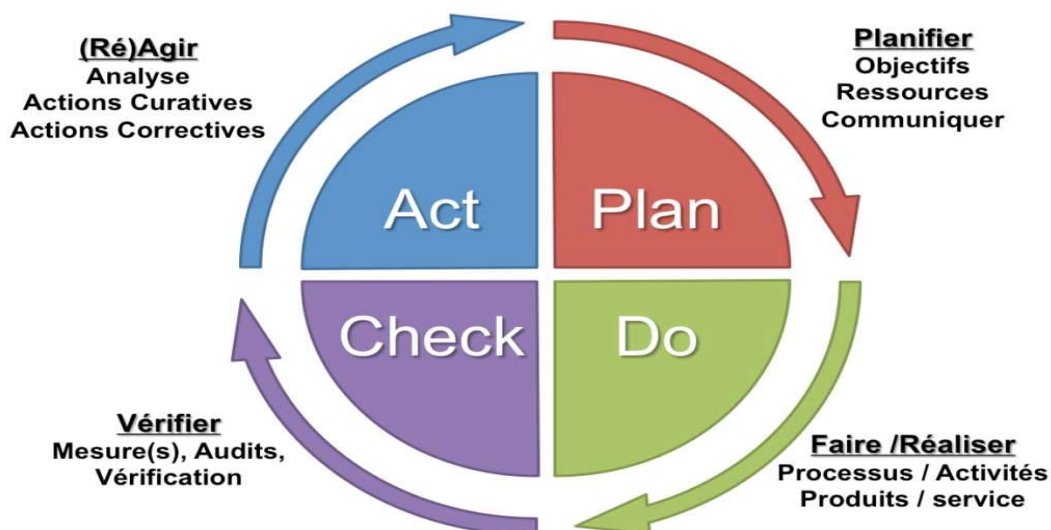 (Ré)Agir
Analyse
Actions Curatives
Actions Correctives
Planifier
Objectifs
Ressources
Communiquer
Act
Plan
Check
Do
Vérifier
Mesure(s), Audits,
Vérification
Faire /Réaliser
Processus / Activités
Produits / service